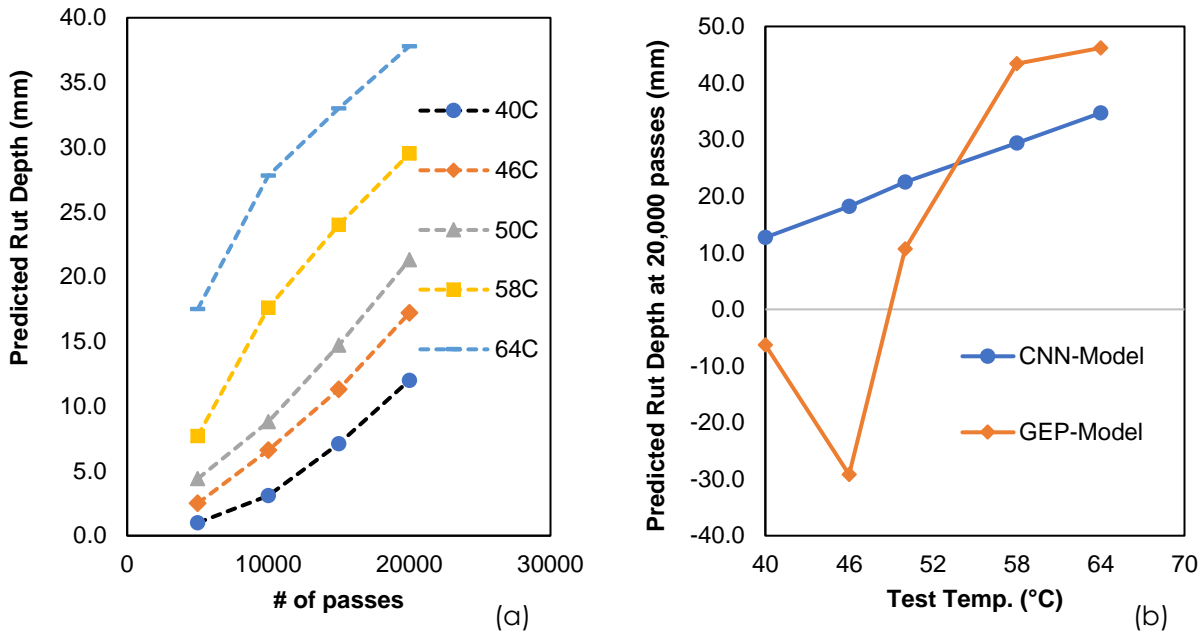 Predicted Rut Depth (mm)
40.0
35.0
30.0
25.0
20.0
15.0
10.0
5.0
0.0
0
10000
20000
30000
# of passes
40C
46C
50C
58C
64C
(a)
Predicted Rut Depth at 20,000 passes (mm)
50.0
40.0
30.0
20.0
10.0
0.0
-10.0
-20.0
-30.0
-40.0
40
46
52
58
64
70
Test Temp. (°C)
CNN-Model
GEP-Model
(b)